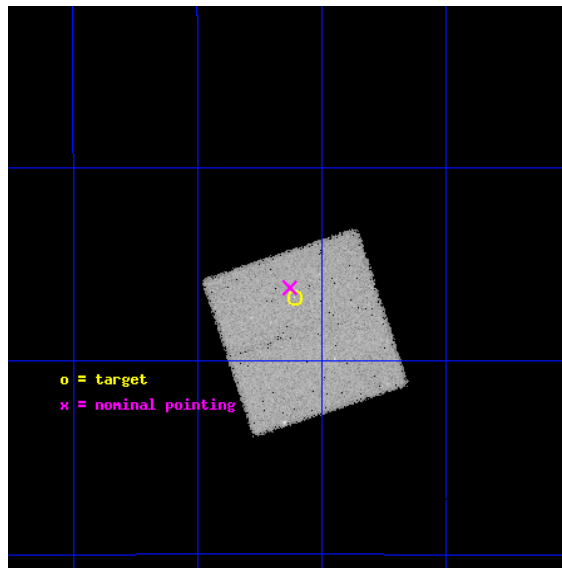 o = target
x = nominal pointing